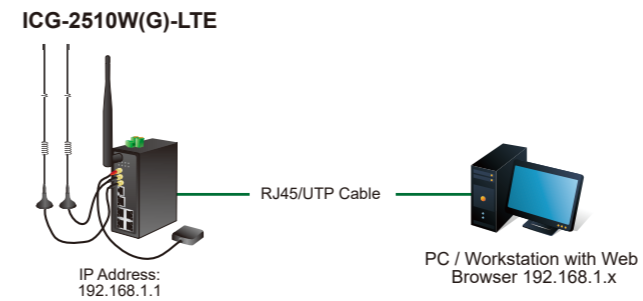 ICG-2510W(G)-LTE
RJ45/UTP Cable
IP Address:
192.168.1.1
PC / Workstation with Web
Browser 192.168.1.x